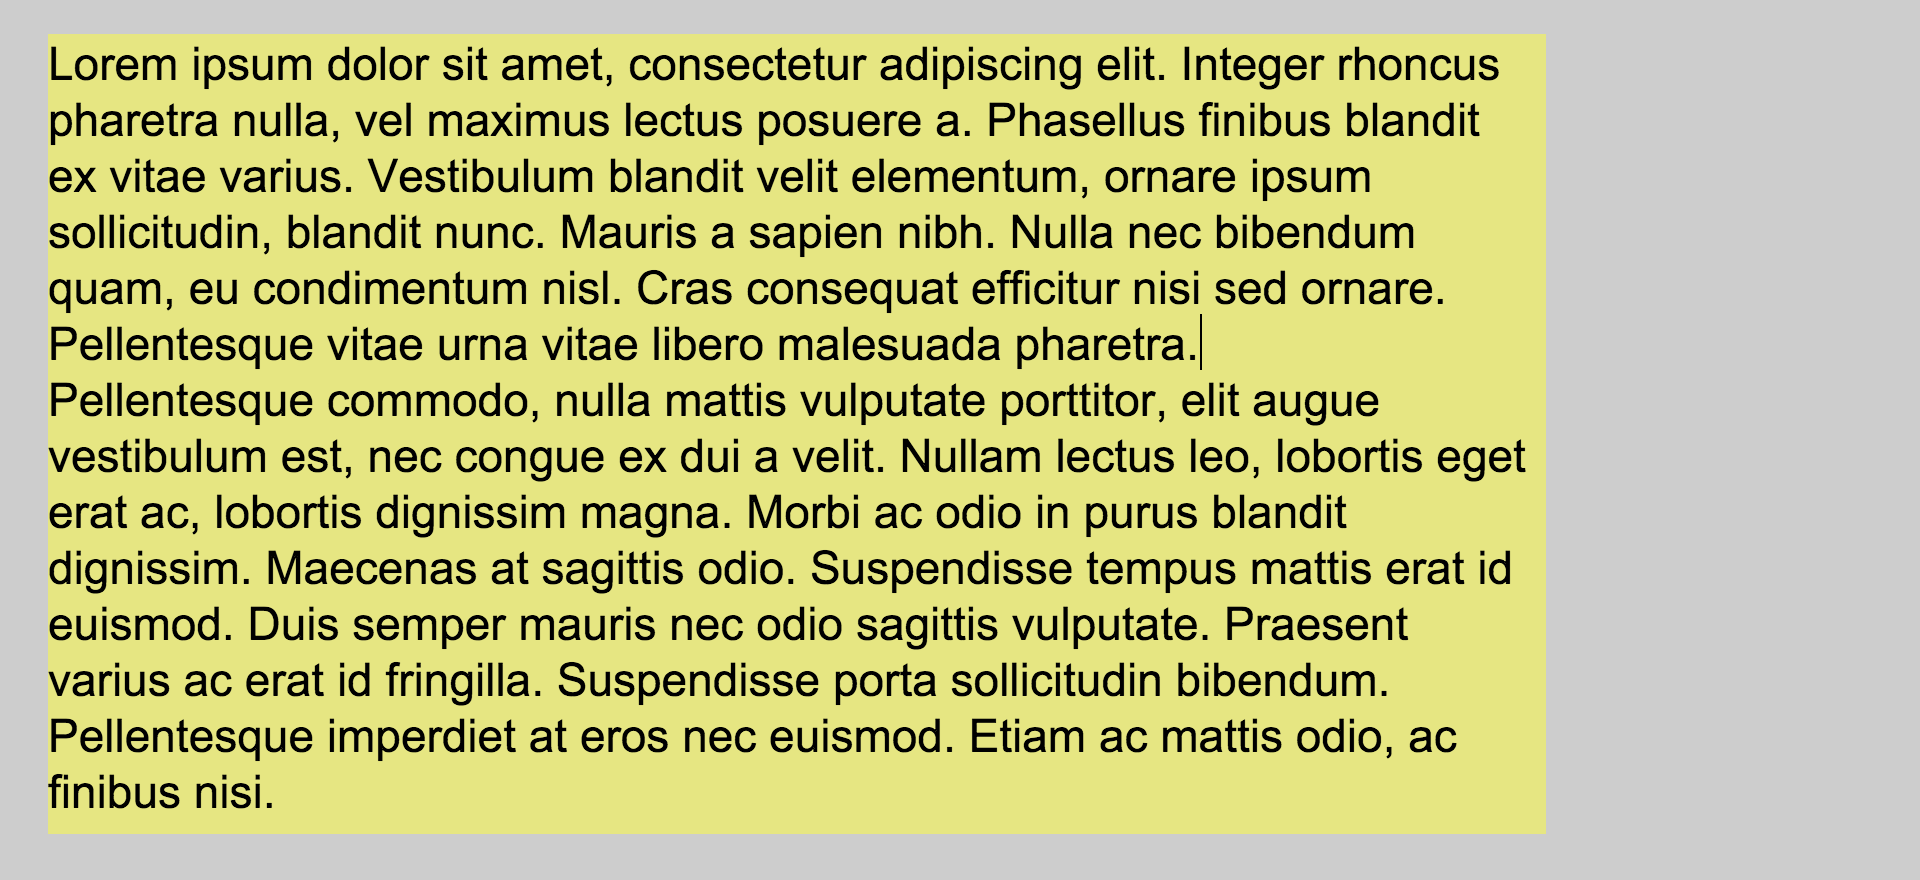 Lorem ipsum dolor sit amet, consectetur adipiscing elit. Integer rhoncus
pharetra nulla, vel maximus lectus posuere a. Phasellus finibus blandit
ex vitae varius. Vestibulum blandit velit elementum, ornare ipsum
sollicitudin, blandit nunc. Mauris a sapien nibh. Nulla nec bibendum
quam, eu condimentum nisl. Cras consequat efficitur nisi sed ornare.
Pellentesque vitae urna vitae libero malesuada pharetra.
Pellentesque commodo, nulla mattis vulputate porttitor, elit augue
vestibulum est, nec congue ex dui a velit. Nullam lectus leo, lobortis eget
erat ac, lobortis dignissim magna. Morbi ac odio in purus blandit
dignissim. Maecenas at sagittis odio. Suspendisse tempus mattis erat id
euismod. Duis semper mauris nec odio sagittis vulputate. Praesent
varius ac erat id fringilla. Suspendisse porta sollicitudin bibendum.
Pellentesque imperdiet at eros nec euismod. Etiam ac mattis odio, ac
finibus nisi.